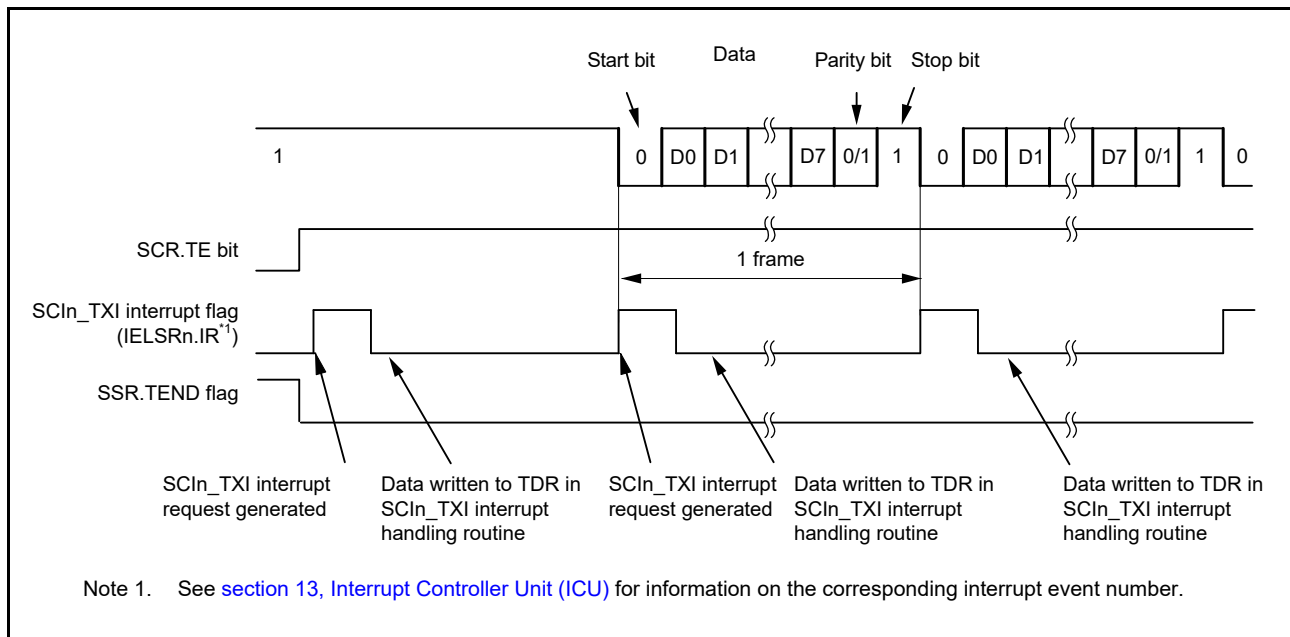 Start bit Data Parity bit Stop bit
1 0 D0 D1 D7 0/1 1 0 D0 D1 D7 0/1 1 0
SCR.TE bit
1 frame
SCIn_TXI interrupt flag
(IELSRn.IR*1)
SSR.TEND flag
SCIn_TXI interrupt
request generated
Data written to TDR in
SCIn_TXI interrupt
handling routine
SCIn_TXI interrupt
request generated
Data written to TDR in
SCIn_TXI interrupt
handling routine
Data written to TDR in
SCIn_TXI interrupt
handling routine
Note 1. See section 13, Interrupt Controller Unit (ICU) for information on the corresponding interrupt event number.